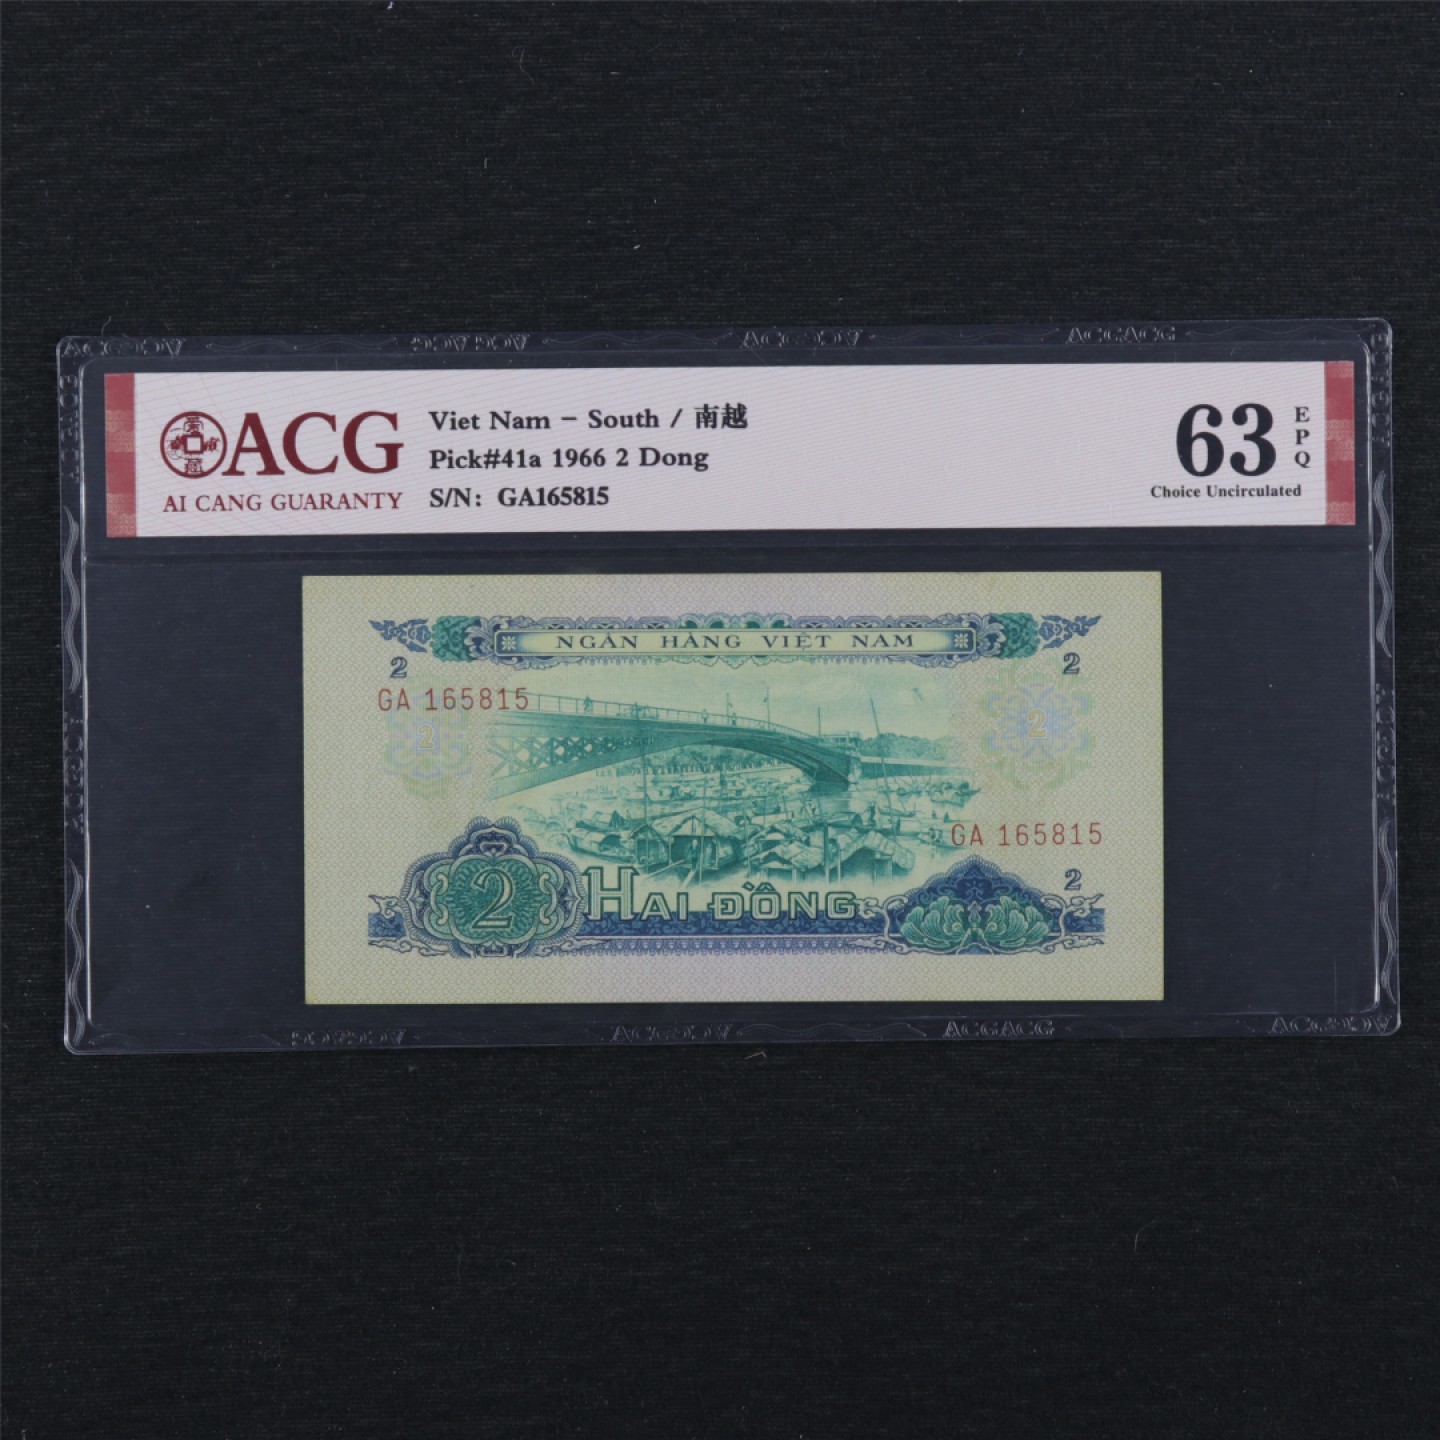 ACG
AI CANG GUARANTY
Viet Nam – South / 南越
Pick#41a 1966 2 Dong
S/N: GA165815
63
EPQ
Choice Uncirculated
NGÂN HÀNG VIỆT NAM
2
2
GA 165815
2
2
GA 165815
2
2
HAI ĐỒNG